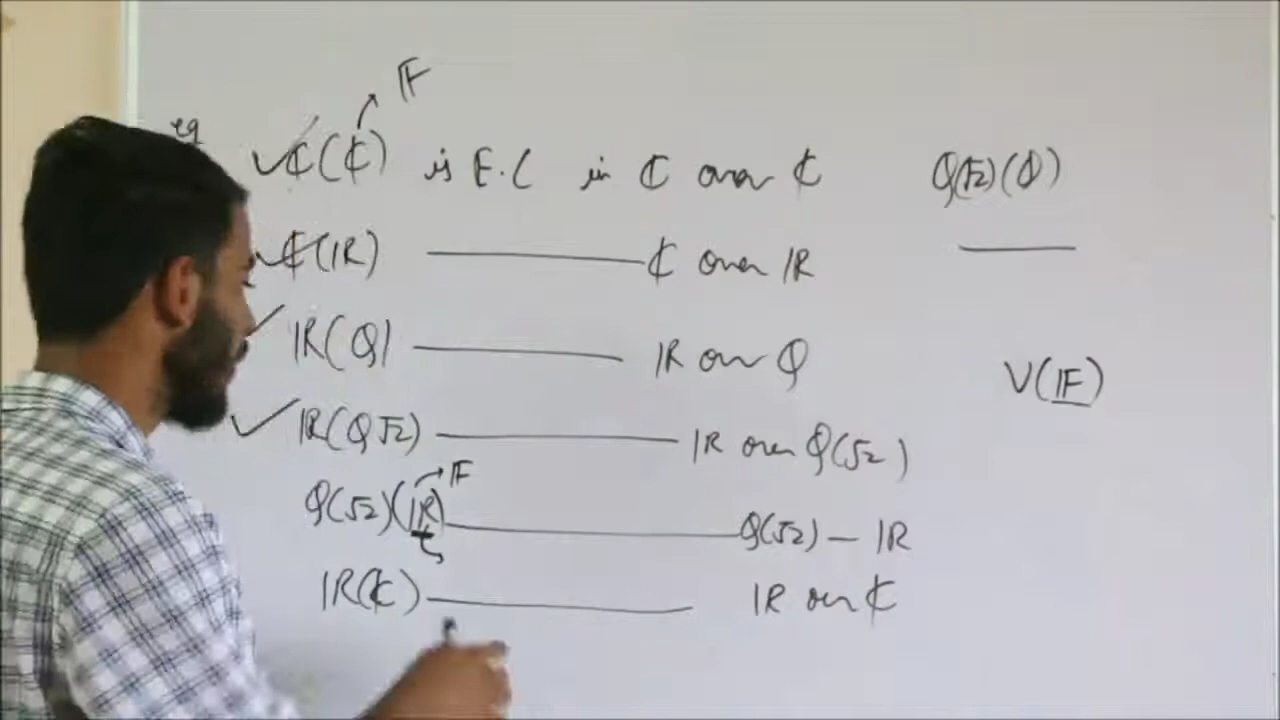 𝔽
eg
✓ ℂ(ℂ) is E.C in ℂ over ℂ
Q(√2)(Q)
✓ ℂ(ℝ) ——— ℂ over ℝ
✓ ℝ(Q) ——— ℝ over Q
V(𝔽)
✓ ℝ(Q√2) ——— ℝ over Q(√2)
𝔽
Q(√2)(ℝ) ——— Q(√2) — ℝ
ℝ(ℂ) ——— ℝ over ℂ